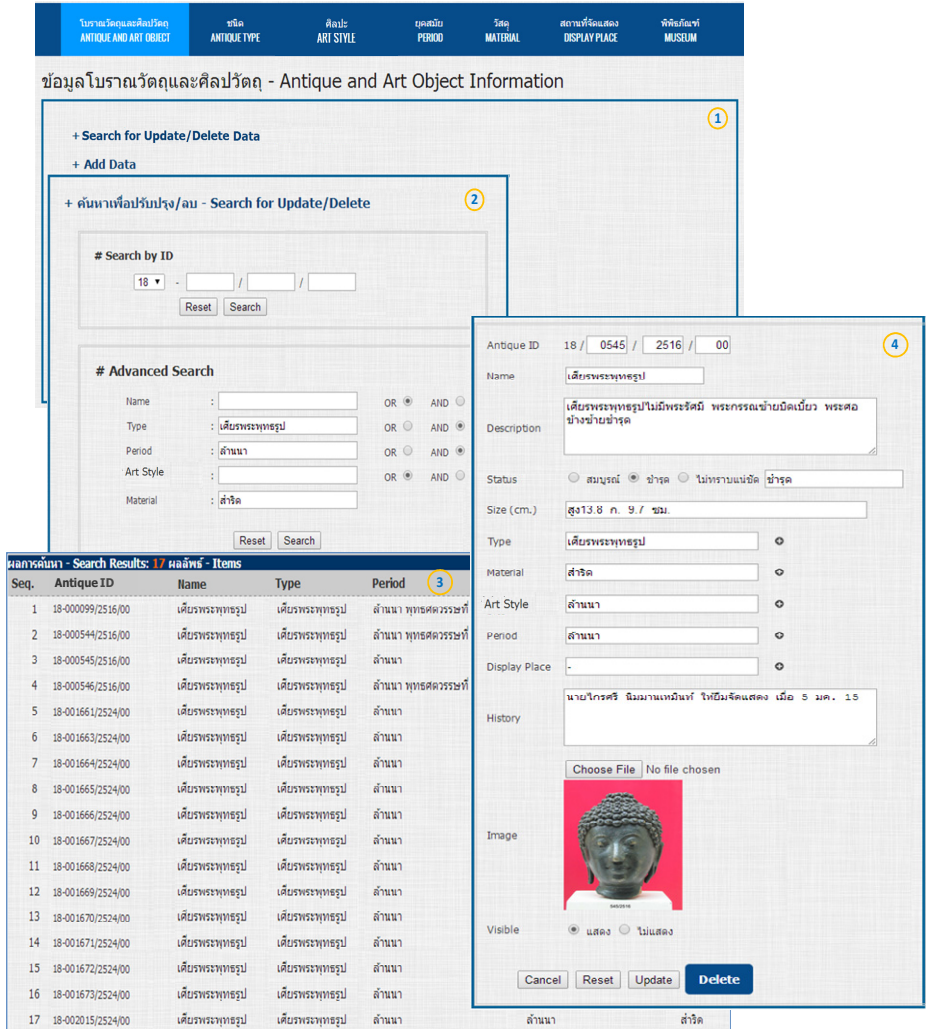 โบราณวัตถุและศิลปวัตถุ ชนิด ศิลปะ ยุคสมัย วัสดุ สถานที่จัดแสดง พิพิธภัณฑ์
ANTIQUE AND ART OBJECT ANTIQUE TYPE ART STYLE PERIOD MATERIAL DISPLAY PLACE MUSEUM
ข้อมูลโบราณวัตถุและศิลปวัตถุ - Antique and Art Object Information
1
+ Search for Update/Delete Data
+ Add Data
2
+ ค้นหาเพื่อปรับปรุง/ลบ - Search for Update/Delete
# Search by ID
18 - / /
Reset Search
# Advanced Search
Name : OR AND
Type : เศียรพระพุทธรูป OR AND
Period : ล้านนา OR AND
Art Style : OR AND
Material : สำริด
Reset Search
ผลการค้นหา - Search Results: 17 ผลลัพธ์ - Items
Seq. Antique ID Name Type Period 3
1 18-000099/2516/00 เศียรพระพุทธรูป เศียรพระพุทธรูป ล้านนา พุทธศตวรรษที่
2 18-000544/2516/00 เศียรพระพุทธรูป เศียรพระพุทธรูป ล้านนา พุทธศตวรรษที่
3 18-000545/2516/00 เศียรพระพุทธรูป เศียรพระพุทธรูป ล้านนา
4 18-000546/2516/00 เศียรพระพุทธรูป เศียรพระพุทธรูป ล้านนา พุทธศตวรรษที่
5 18-001661/2524/00 เศียรพระพุทธรูป เศียรพระพุทธรูป ล้านนา
6 18-001663/2524/00 เศียรพระพุทธรูป เศียรพระพุทธรูป ล้านนา
7 18-001664/2524/00 เศียรพระพุทธรูป เศียรพระพุทธรูป ล้านนา
8 18-001665/2524/00 เศียรพระพุทธรูป เศียรพระพุทธรูป ล้านนา
9 18-001666/2524/00 เศียรพระพุทธรูป เศียรพระพุทธรูป ล้านนา
10 18-001667/2524/00 เศียรพระพุทธรูป เศียรพระพุทธรูป ล้านนา
11 18-001668/2524/00 เศียรพระพุทธรูป เศียรพระพุทธรูป ล้านนา
12 18-001669/2524/00 เศียรพระพุทธรูป เศียรพระพุทธรูป ล้านนา
13 18-001670/2524/00 เศียรพระพุทธรูป เศียรพระพุทธรูป ล้านนา
14 18-001671/2524/00 เศียรพระพุทธรูป เศียรพระพุทธรูป ล้านนา
15 18-001672/2524/00 เศียรพระพุทธรูป เศียรพระพุทธรูป ล้านนา
16 18-001673/2524/00 เศียรพระพุทธรูป เศียรพระพุทธรูป ล้านนา
17 18-002015/2524/00 เศียรพระพุทธรูป เศียรพระพุทธรูป ล้านนา ล้านนา สำริด
4
Antique ID 18 / 0545 / 2516 / 00
Name เศียรพระพุทธรูป
Description เศียรพระพุทธรูปไม่มีพระรัศมี พระกรรณซ้ายบิดเบี้ยว พระศอ
ข้างซ้ายชำรุด
Status สมบูรณ์ ชำรุด ไม่ทราบแน่ชัด ชำรุด
Size (cm.) สูง13.8 ก. 9.7 ซม.
Type เศียรพระพุทธรูป
Material สำริด
Art Style ล้านนา
Period ล้านนา
Display Place -
History นายไกรศรี นิมมานเหมินท์ ให้ยืมจัดแสดง เมื่อ 5 มค. 15
Choose File No file chosen
Image
545/2516
Visible แสดง ไม่แสดง
Cancel Reset Update Delete